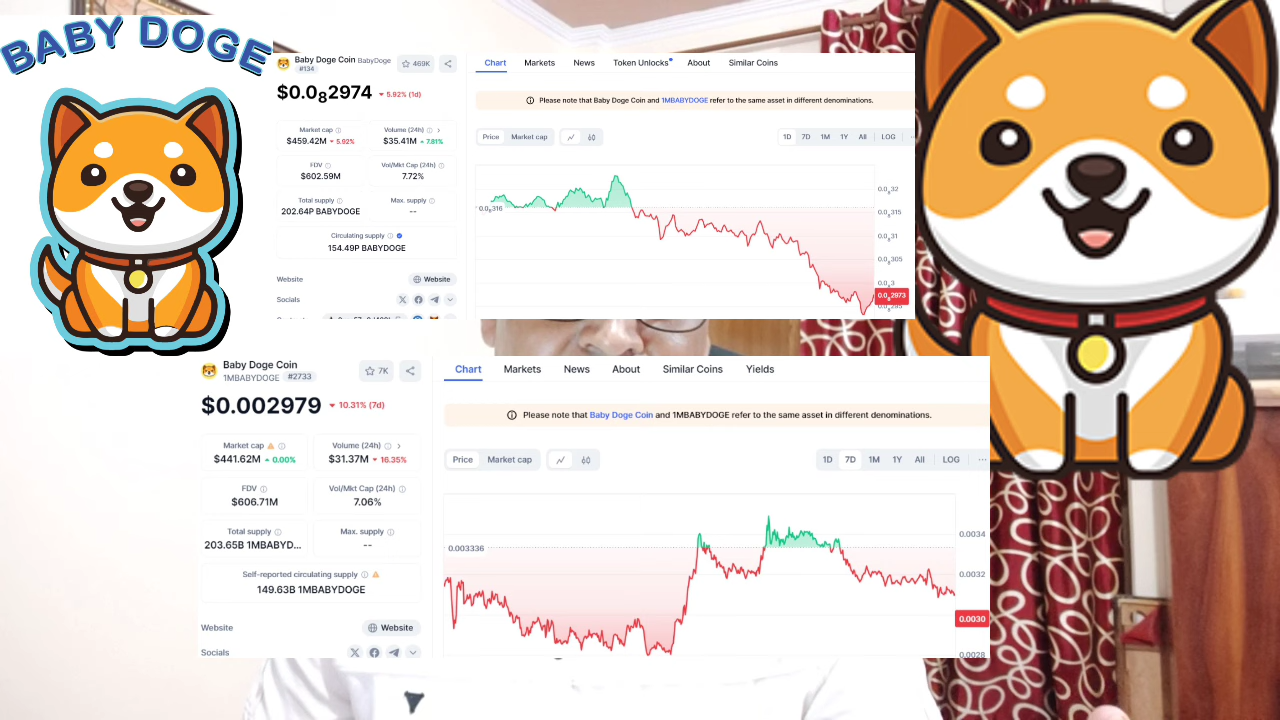 BABY DOGE
Baby Doge Coin BabyDoge
#134
469K
$0.0₈2974
5.92% (1d)
Market cap
$459.42M 5.92%
Volume (24h)
$35.41M 7.81%
FDV
$602.59M
Vol/Mkt Cap (24h)
7.72%
Total supply
202.64P BABYDOGE
Max. supply
--
Circulating supply
154.49P BABYDOGE
Website
Website
Socials
Chart Markets News Token Unlocks About Similar Coins
Please note that Baby Doge Coin and 1MBABYDOGE refer to the same asset in different denominations.
Price Market cap
1D 7D 1M 1Y All LOG
0.0₈32
0.0₈316
0.0₈315
0.0₈31
0.0₈305
0.0₈3
0.0₈2973
Baby Doge Coin
1MBABYDOGE #2733
7K
$0.002979
10.31% (7d)
Market cap
$441.62M 0.00%
Volume (24h)
$31.37M 16.35%
FDV
$606.71M
Vol/Mkt Cap (24h)
7.06%
Total supply
203.65B 1MBABYD...
Max. supply
--
Self-reported circulating supply
149.63B 1MBABYDOGE
Website
Website
Socials
Chart Markets News About Similar Coins Yields
Please note that Baby Doge Coin and 1MBABYDOGE refer to the same asset in different denominations.
Price Market cap
1D 7D 1M 1Y All LOG ...
0.0034
0.003336
0.0032
0.0030
0.0028